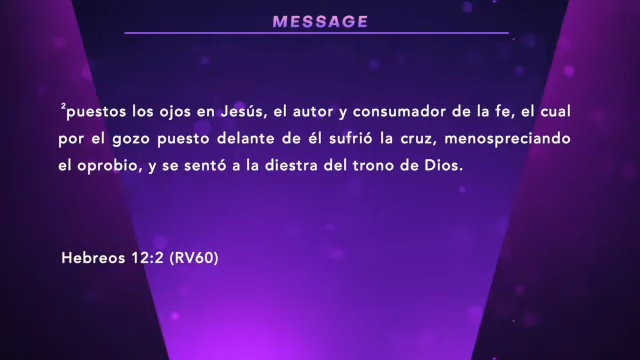 MESSAGE
²puestos los ojos en Jesús, el autor y consumador de la fe, el cual
por el gozo puesto delante de él sufrió la cruz, menospreciando
el oprobio, y se sentó a la diestra del trono de Dios.
Hebreos 12:2 (RV60)